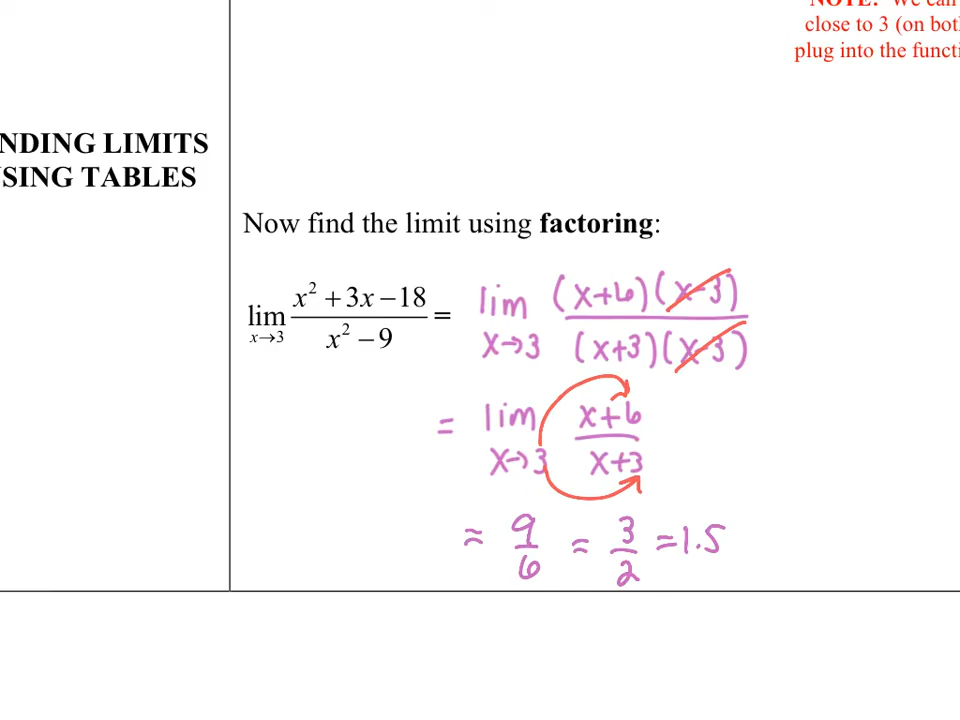 NOTE: We can
close to 3 (on bot
plug into the functi
NDING LIMITS
SING TABLES
Now find the limit using factoring:
lim x→3 (x² + 3x − 18)/(x² − 9) = lim x→3 ((x+6)(x-3))/((x+3)(x-3))
= lim x→3 (x+6)/(x+3)
= 9/6 = 3/2 = 1.5